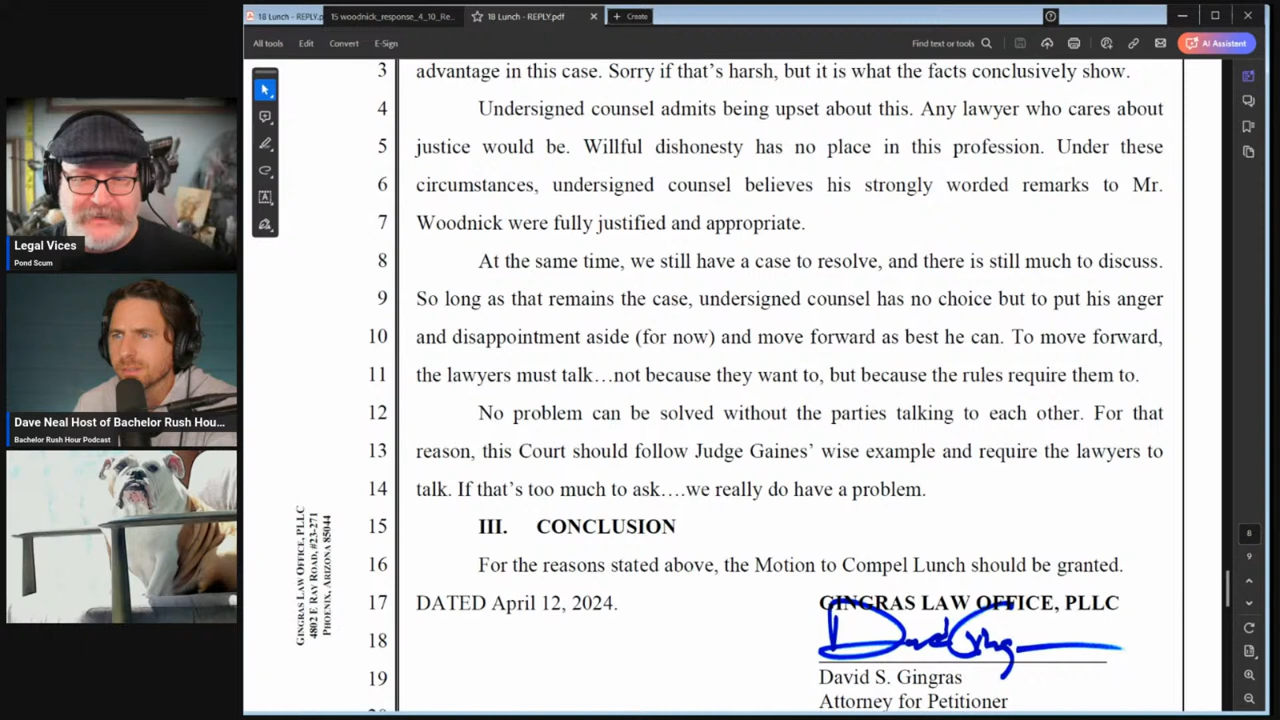 18 Lunch - REPLY.p
15 woodnick_response_4_10_Re...
18 Lunch - REPLY.pdf
Create
All tools
Edit
Convert
E-Sign
Find text or tools
AI Assistant
3 advantage in this case. Sorry if that’s harsh, but it is what the facts conclusively show.
4 Undersigned counsel admits being upset about this. Any lawyer who cares about
5 justice would be. Willful dishonesty has no place in this profession. Under these
6 circumstances, undersigned counsel believes his strongly worded remarks to Mr.
7 Woodnick were fully justified and appropriate.
8 At the same time, we still have a case to resolve, and there is still much to discuss.
9 So long as that remains the case, undersigned counsel has no choice but to put his anger
10 and disappointment aside (for now) and move forward as best he can. To move forward,
11 the lawyers must talk…not because they want to, but because the rules require them to.
12 No problem can be solved without the parties talking to each other. For that
13 reason, this Court should follow Judge Gaines’ wise example and require the lawyers to
14 talk. If that’s too much to ask….we really do have a problem.
15 III. CONCLUSION
16 For the reasons stated above, the Motion to Compel Lunch should be granted.
17 DATED April 12, 2024. GINGRAS LAW OFFICE, PLLC
18
19 David S. Gingras
Attorney for Petitioner
GINGRAS LAW OFFICE, PLLC
4802 E RAY ROAD, #23-271
PHOENIX, ARIZONA 85044
8
9
Legal Vices
Pond Scum
Dave Neal Host of Bachelor Rush Hou...
Bachelor Rush Hour Podcast